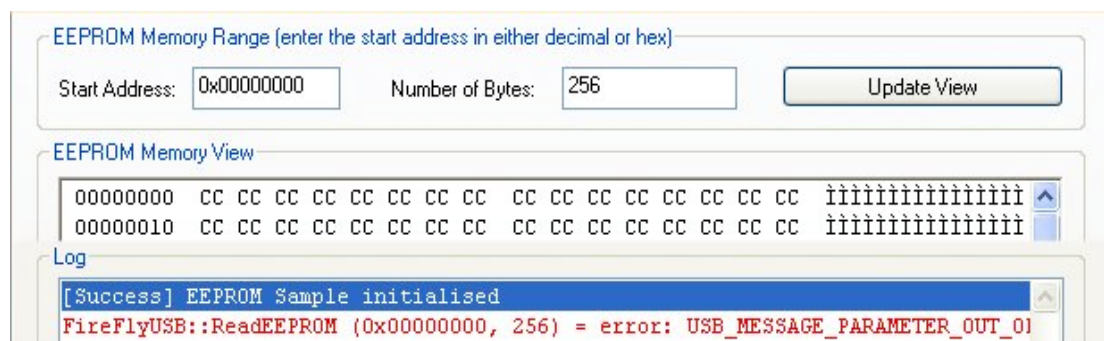 EEPROM Memory Range (enter the start address in either decimal or hex)
Start Address: 0x00000000 Number of Bytes: 256 Update View
EEPROM Memory View
00000000 CC CC CC CC CC CC CC CC CC CC CC CC CC CC CC CC ÌÌÌÌÌÌÌÌÌÌÌÌÌÌÌÌ
00000010 CC CC CC CC CC CC CC CC CC CC CC CC CC CC CC CC ÌÌÌÌÌÌÌÌÌÌÌÌÌÌÌÌ
Log
[Success] EEPROM Sample initialised
FireFlyUSB::ReadEEPROM (0x00000000, 256) = error: USB_MESSAGE_PARAMETER_OUT_O